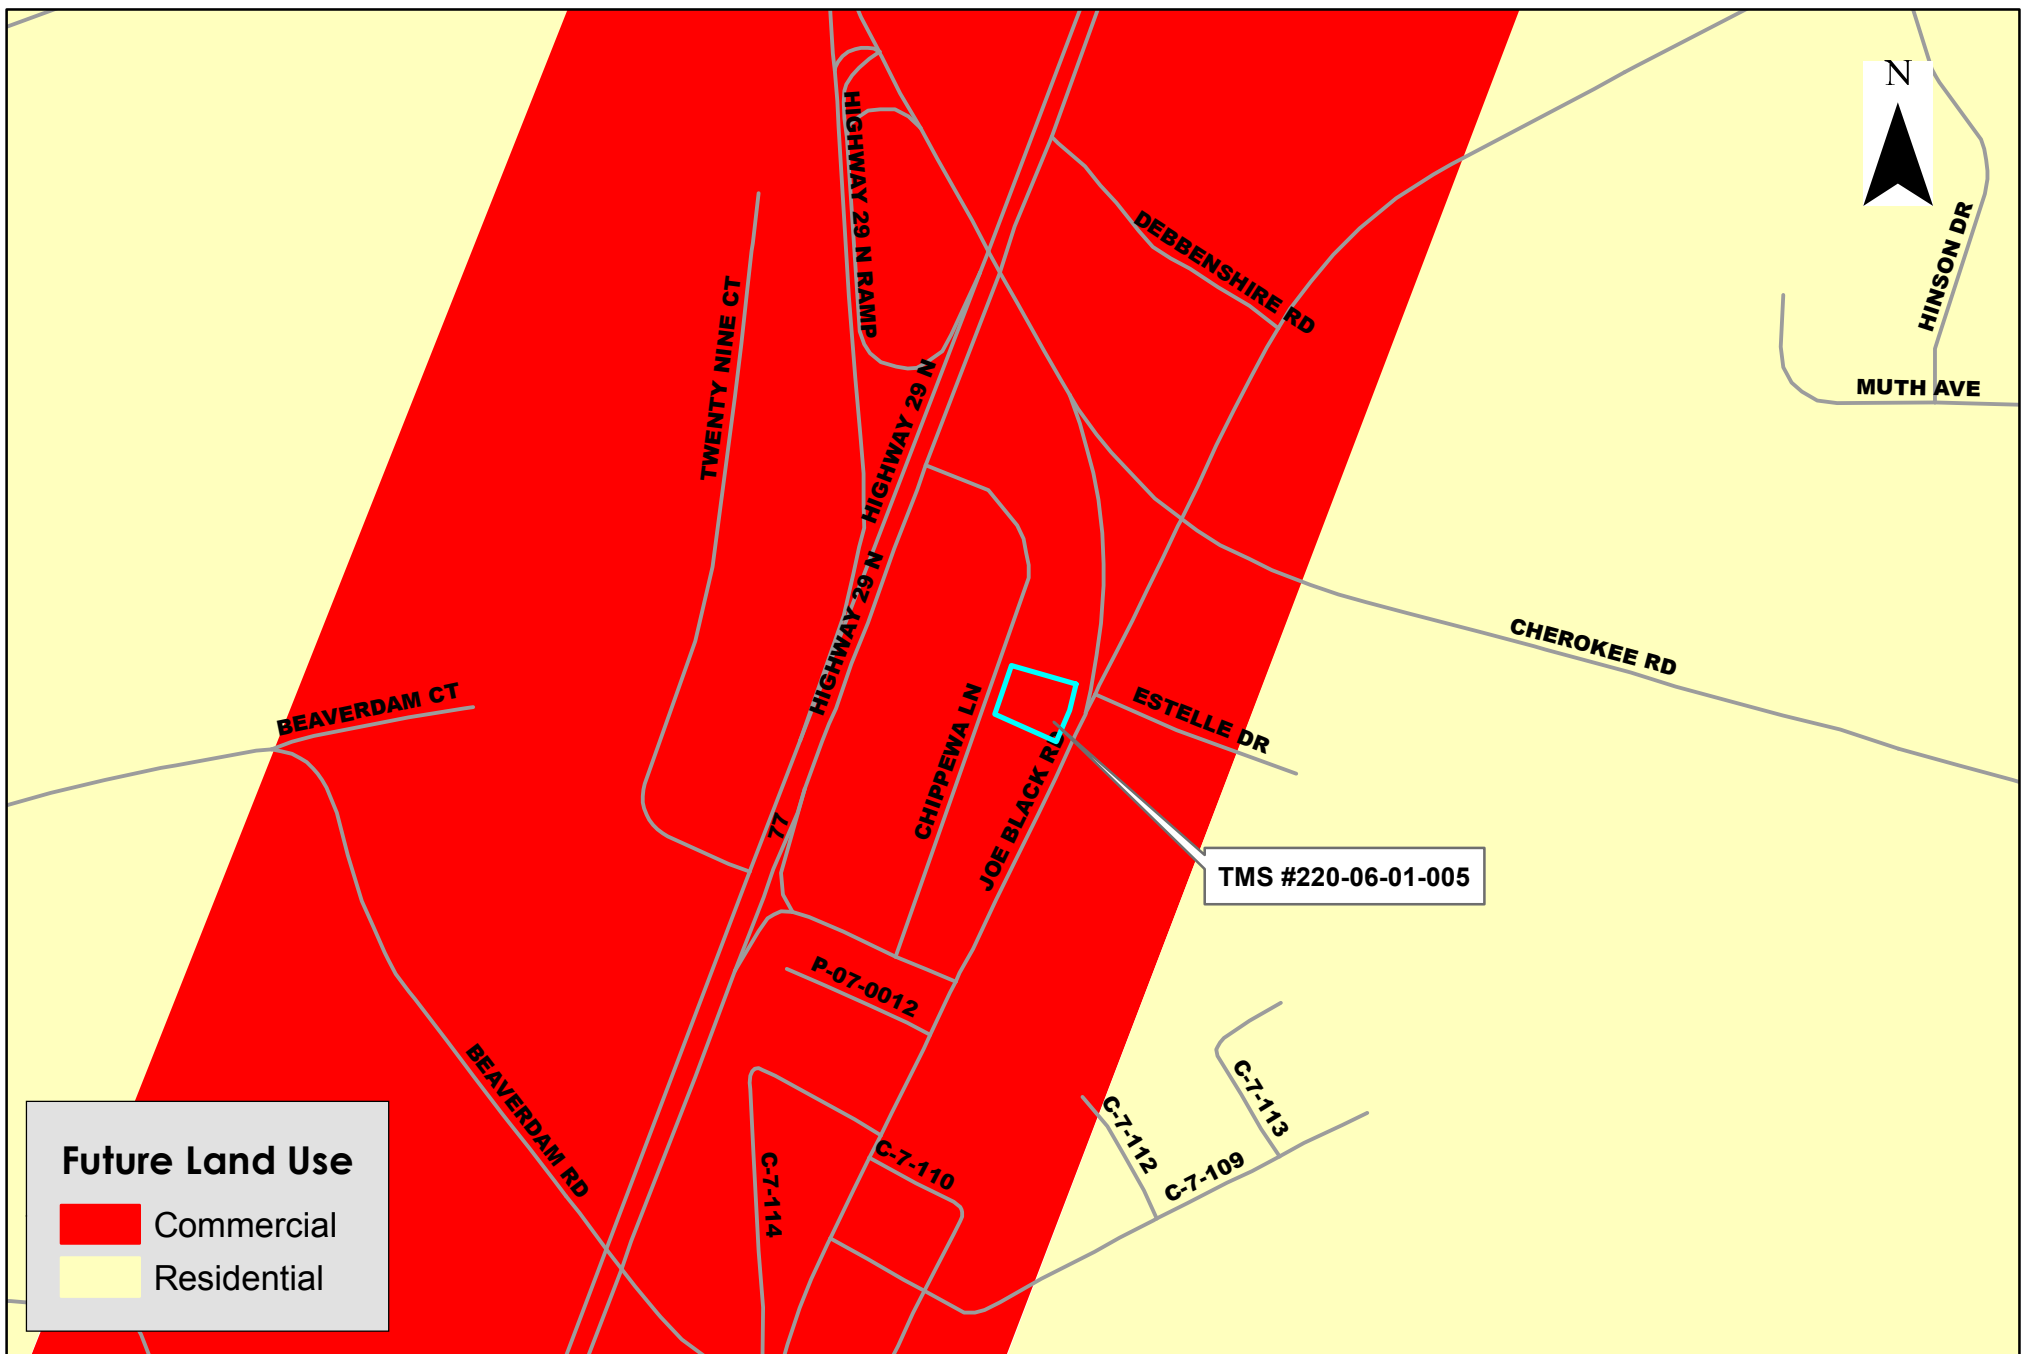 N
HIGHWAY 29 N RAMP
DEBBENSHIRE RD
HINSON DR
TWENTY NINE CT
HIGHWAY 29 N
MUTH AVE
HIGHWAY 29 N
CHEROKEE RD
BEAVERDAM CT
CHIPPEWA LN
ESTELLE DR
JOE BLACK RD
77
TMS #220-06-01-005
P-07-0012
BEAVERDAM RD
C-7-113
C-7-112
C-7-109
C-7-110
C-7-114
Future Land Use
Commercial
Residential